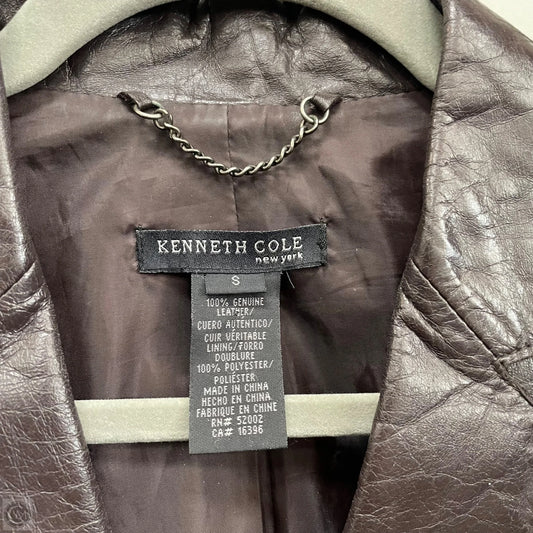 KENNETH COLE
new york
S
100% GENUINE
LEATHER/
CUERO AUTENTICO/
CUIR VERITABLE
LINING/FORRO
DOUBLURE
100% POLYESTER/
POLIESTER
MADE IN CHINA
HECHO EN CHINA
FABRIQUE EN CHINE
RN# 52002
CA# 16396